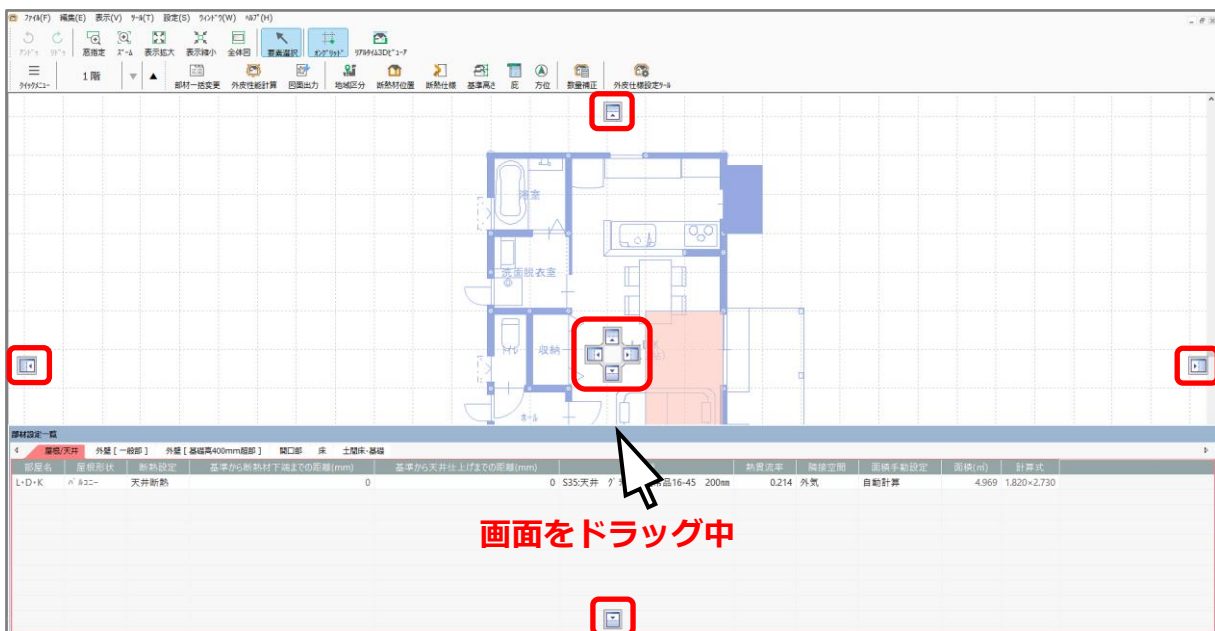 ファイル(F) 編集(E) 表示(V) ツール(T) 設定(S) ウィンドウ(W) ヘルプ(H)
アンドゥ リドゥ 窓指定 ズーム 表示拡大 表示縮小 全体図 要素選択 オングリッド リアルタイム3Dビューア
クイックメニュー 1階 部材一括変更 外皮性能計算 図面出力 地域区分 断熱材位置 断熱仕様 基準高さ 庇 方位 数量補正 外皮仕様設定ツール
浴室
洗面脱衣室
トイレ 収納
ホール
部材設定一覧
屋根/天井 外壁 [ 一般部 ] 外壁 [ 基礎高400mm超部 ] 開口部 床 土間床・基礎
部屋名 屋根形状 断熱設定 基準から断熱材下端までの距離(mm) 基準から天井仕上げまでの距離(mm) 熱貫流率 隣接空間 面積手動設定 面積(㎡) 計算式
L・D・K バルコニー 天井断熱 0 0 S35:天井 品16-45 200mm 0.214 外気 自動計算 4.969 1.820×2.730
画面をドラッグ中